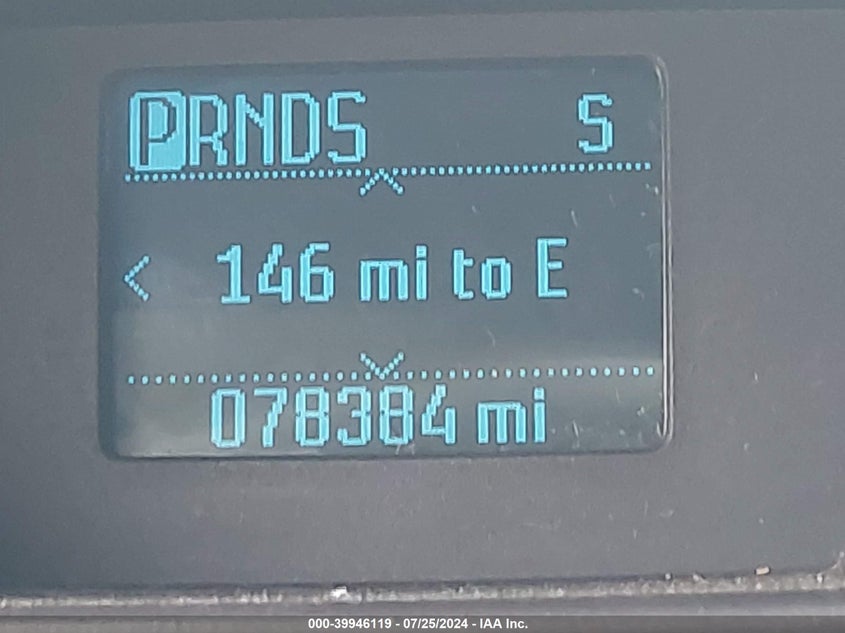 PRNDS S
< 146 mi to E
078384 mi
000-39946119 - 07/25/2024 - IAA Inc.